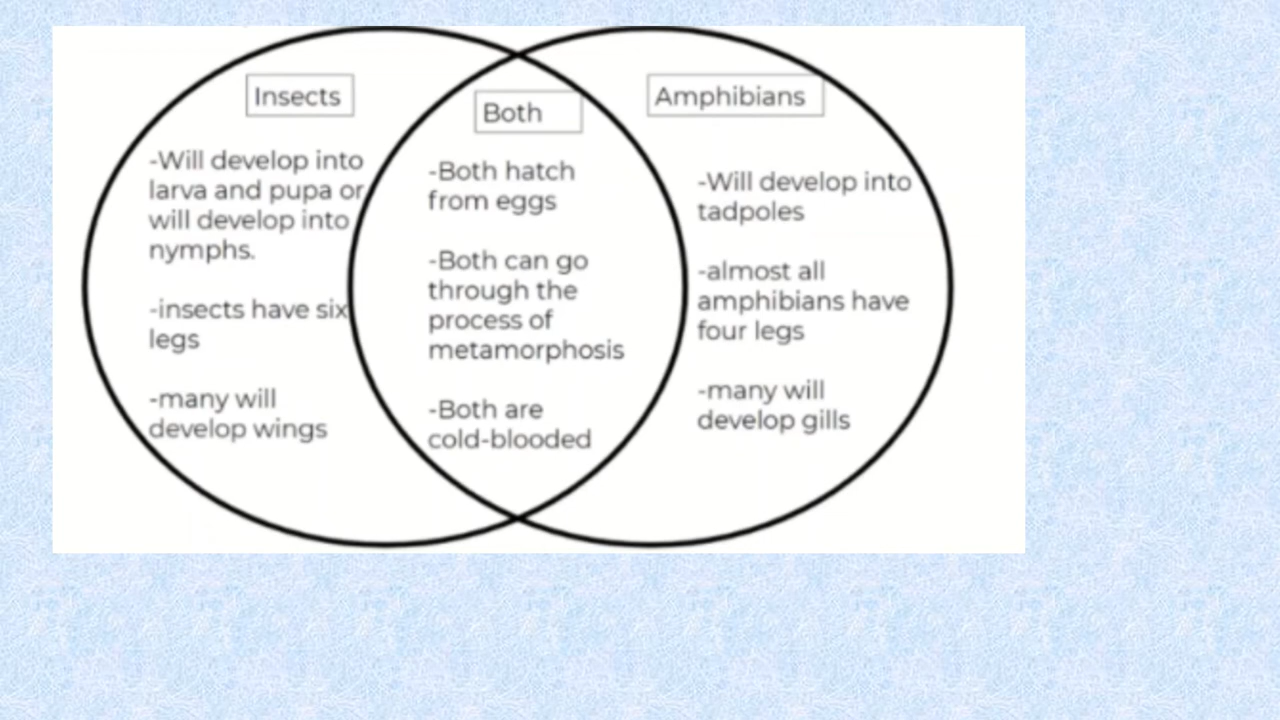 Insects
-Will develop into
larva and pupa or
will develop into
nymphs.
-insects have six
legs
-many will
develop wings
Both
-Both hatch
from eggs
-Both can go
through the
process of
metamorphosis
-Both are
cold-blooded
Amphibians
-Will develop into
tadpoles
-almost all
amphibians have
four legs
-many will
develop gills